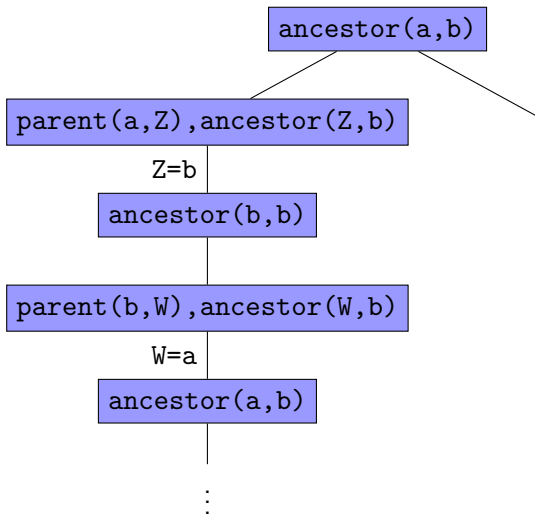 ancestor(a,b)
parent(a,Z),ancestor(Z,b)
Z=b
ancestor(b,b)
parent(b,W),ancestor(W,b)
W=a
ancestor(a,b)
⋮